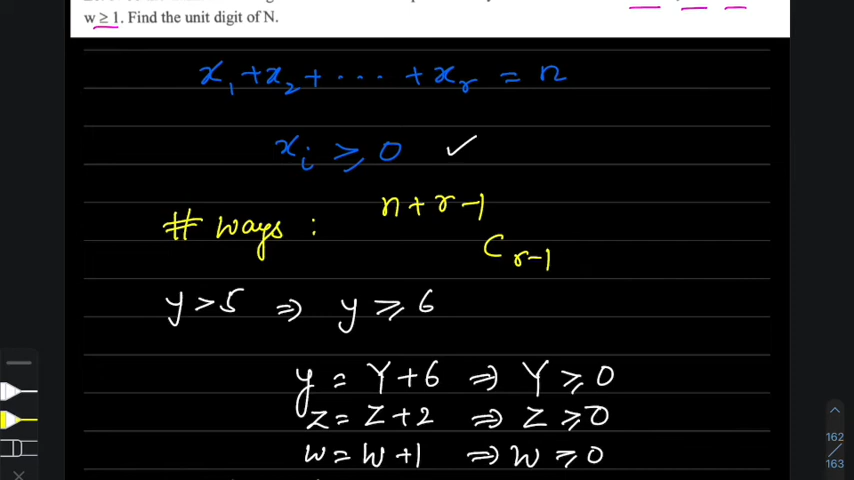 w ≥ 1. Find the unit digit of N.
x₁ + x₂ + ... + xᵣ = n
xᵢ ≥ 0 ✓
# ways : n+r-1
C r-1
y > 5 ⇒ y ≥ 6
y = Y + 6 ⇒ Y ≥ 0
z = Z + 2 ⇒ Z ≥ 0
w = W + 1 ⇒ W ≥ 0
162
/
163